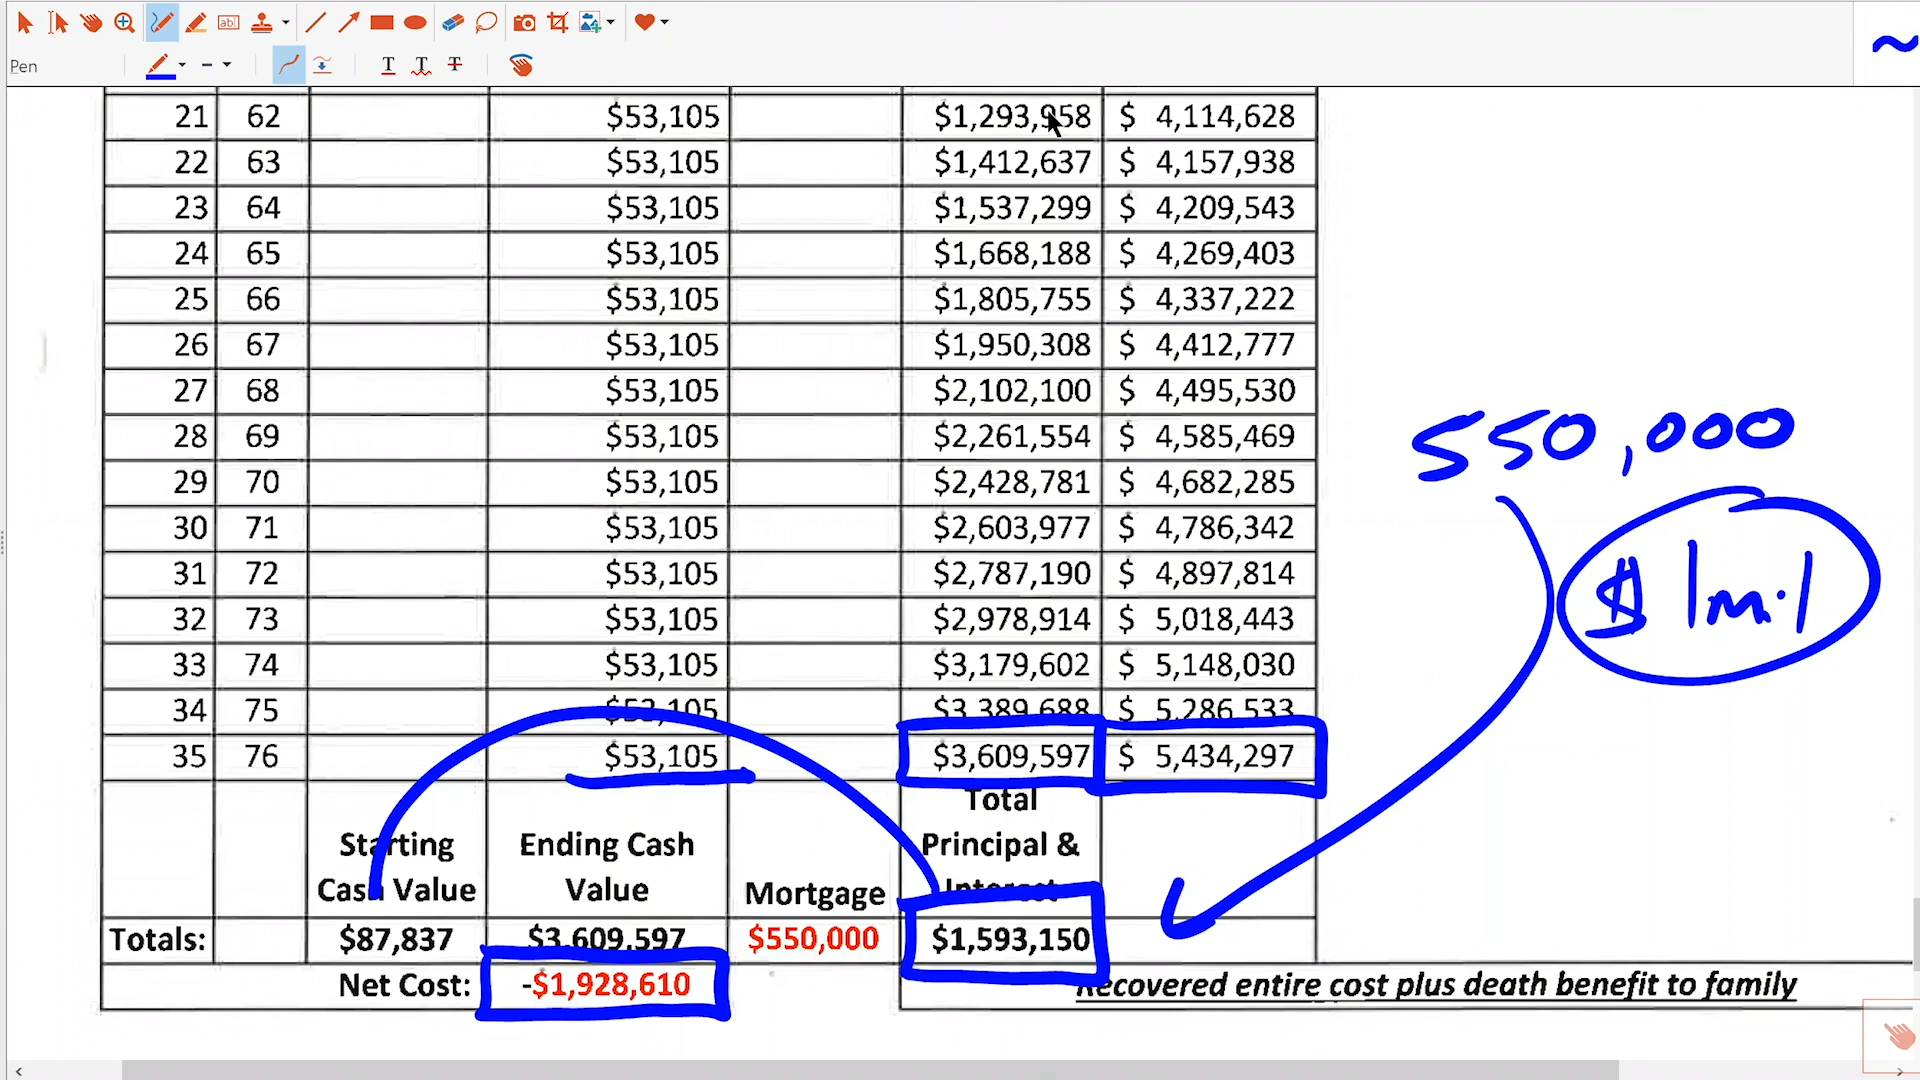 Pen
21 62 $53,105 $1,293,958 $ 4,114,628
22 63 $53,105 $1,412,637 $ 4,157,938
23 64 $53,105 $1,537,299 $ 4,209,543
24 65 $53,105 $1,668,188 $ 4,269,403
25 66 $53,105 $1,805,755 $ 4,337,222
26 67 $53,105 $1,950,308 $ 4,412,777
27 68 $53,105 $2,102,100 $ 4,495,530
28 69 $53,105 $2,261,554 $ 4,585,469
550,000
29 70 $53,105 $2,428,781 $ 4,682,285
30 71 $53,105 $2,603,977 $ 4,786,342
31 72 $53,105 $2,787,190 $ 4,897,814
$ 1mil
32 73 $53,105 $2,978,914 $ 5,018,443
33 74 $53,105 $3,179,602 $ 5,148,030
34 75 $53,105 $3,389,688 $ 5,286,533
35 76 $53,105 $3,609,597 $ 5,434,297
Starting
Cash Value
Ending Cash
Value
Mortgage
Total
Principal &
Interest
Totals: $87,837 $3,609,597 $550,000 $1,593,150
Net Cost: -$1,928,610 Recovered entire cost plus death benefit to family